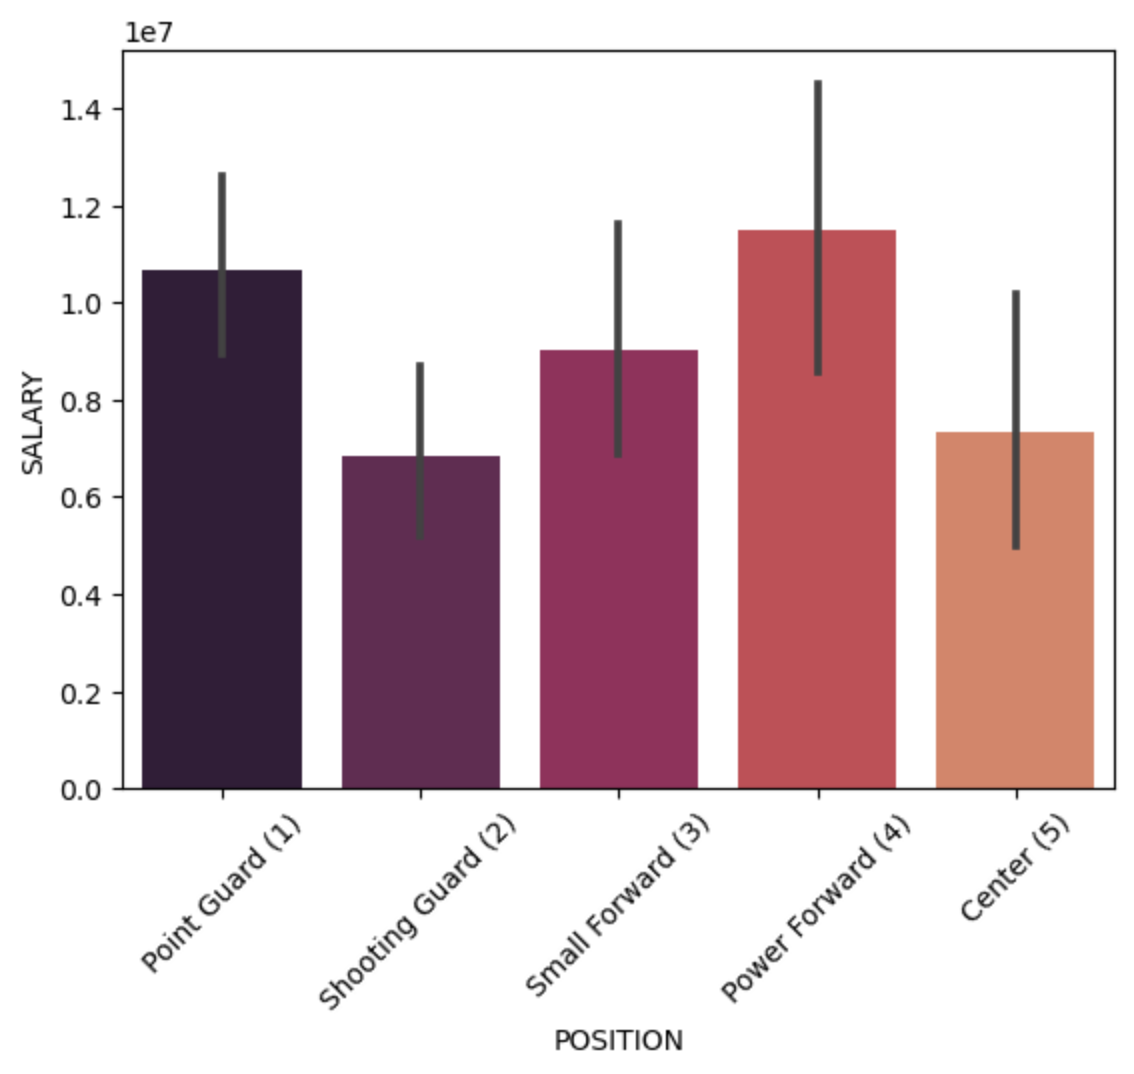 1e7
1.4
1.2
1.0
0.8
0.6
0.4
0.2
0.0
SALARY
Point Guard (1)
Shooting Guard (2)
Small Forward (3)
Power Forward (4)
Center (5)
POSITION